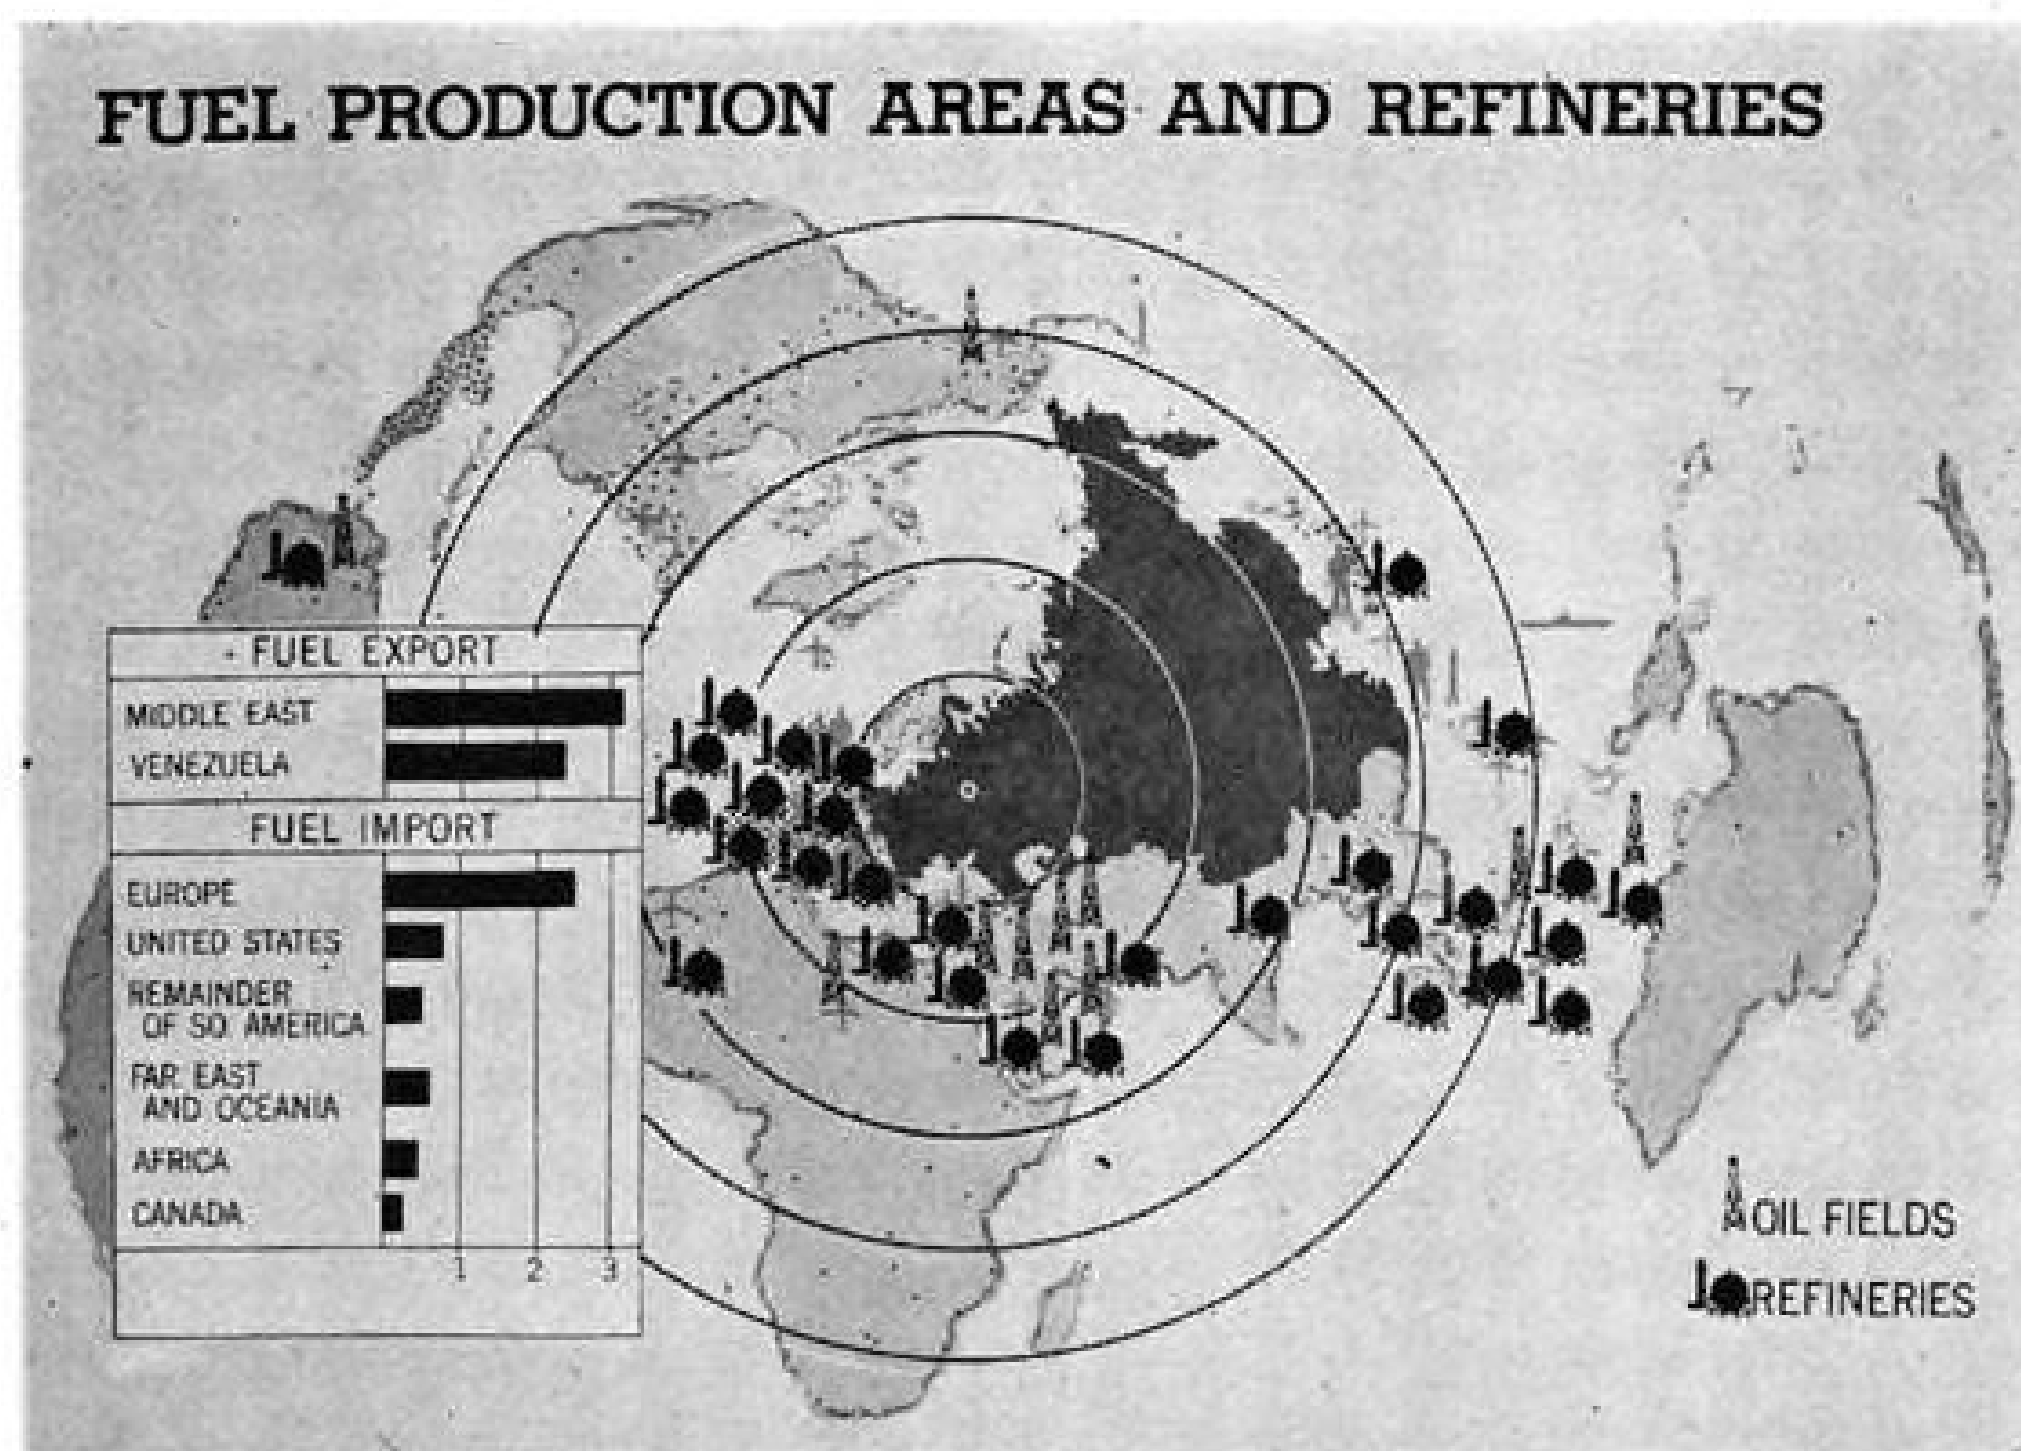 FUEL PRODUCTION AREAS AND REFINERIES
FUEL EXPORT
MIDDLE EAST
VENEZUELA
FUEL IMPORT
EUROPE
UNITED STATES
REMAINDER
OF SO AMERICA
FAR EAST
AND OCEANIA
AFRICA
CANADA
1 2 3
OIL FIELDS
REFINERIES